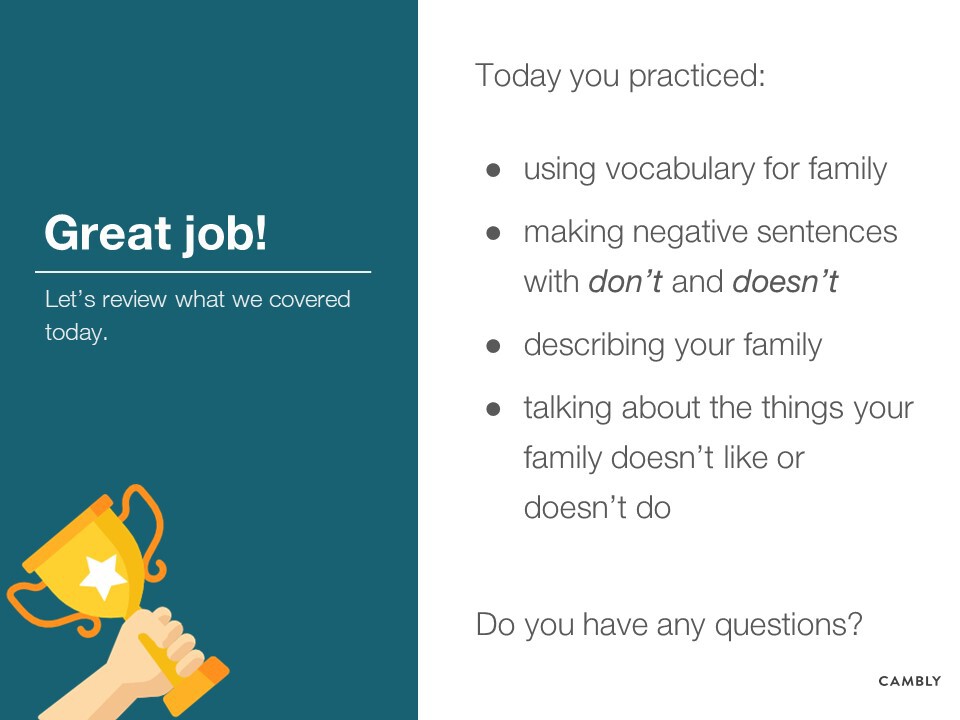 Great job!
Let's review what we covered
today.
Today you practiced:
● using vocabulary for family
● making negative sentences
with don't and doesn't
● describing your family
● talking about the things your
family doesn't like or
doesn't do
Do you have any questions?
CAMBLY